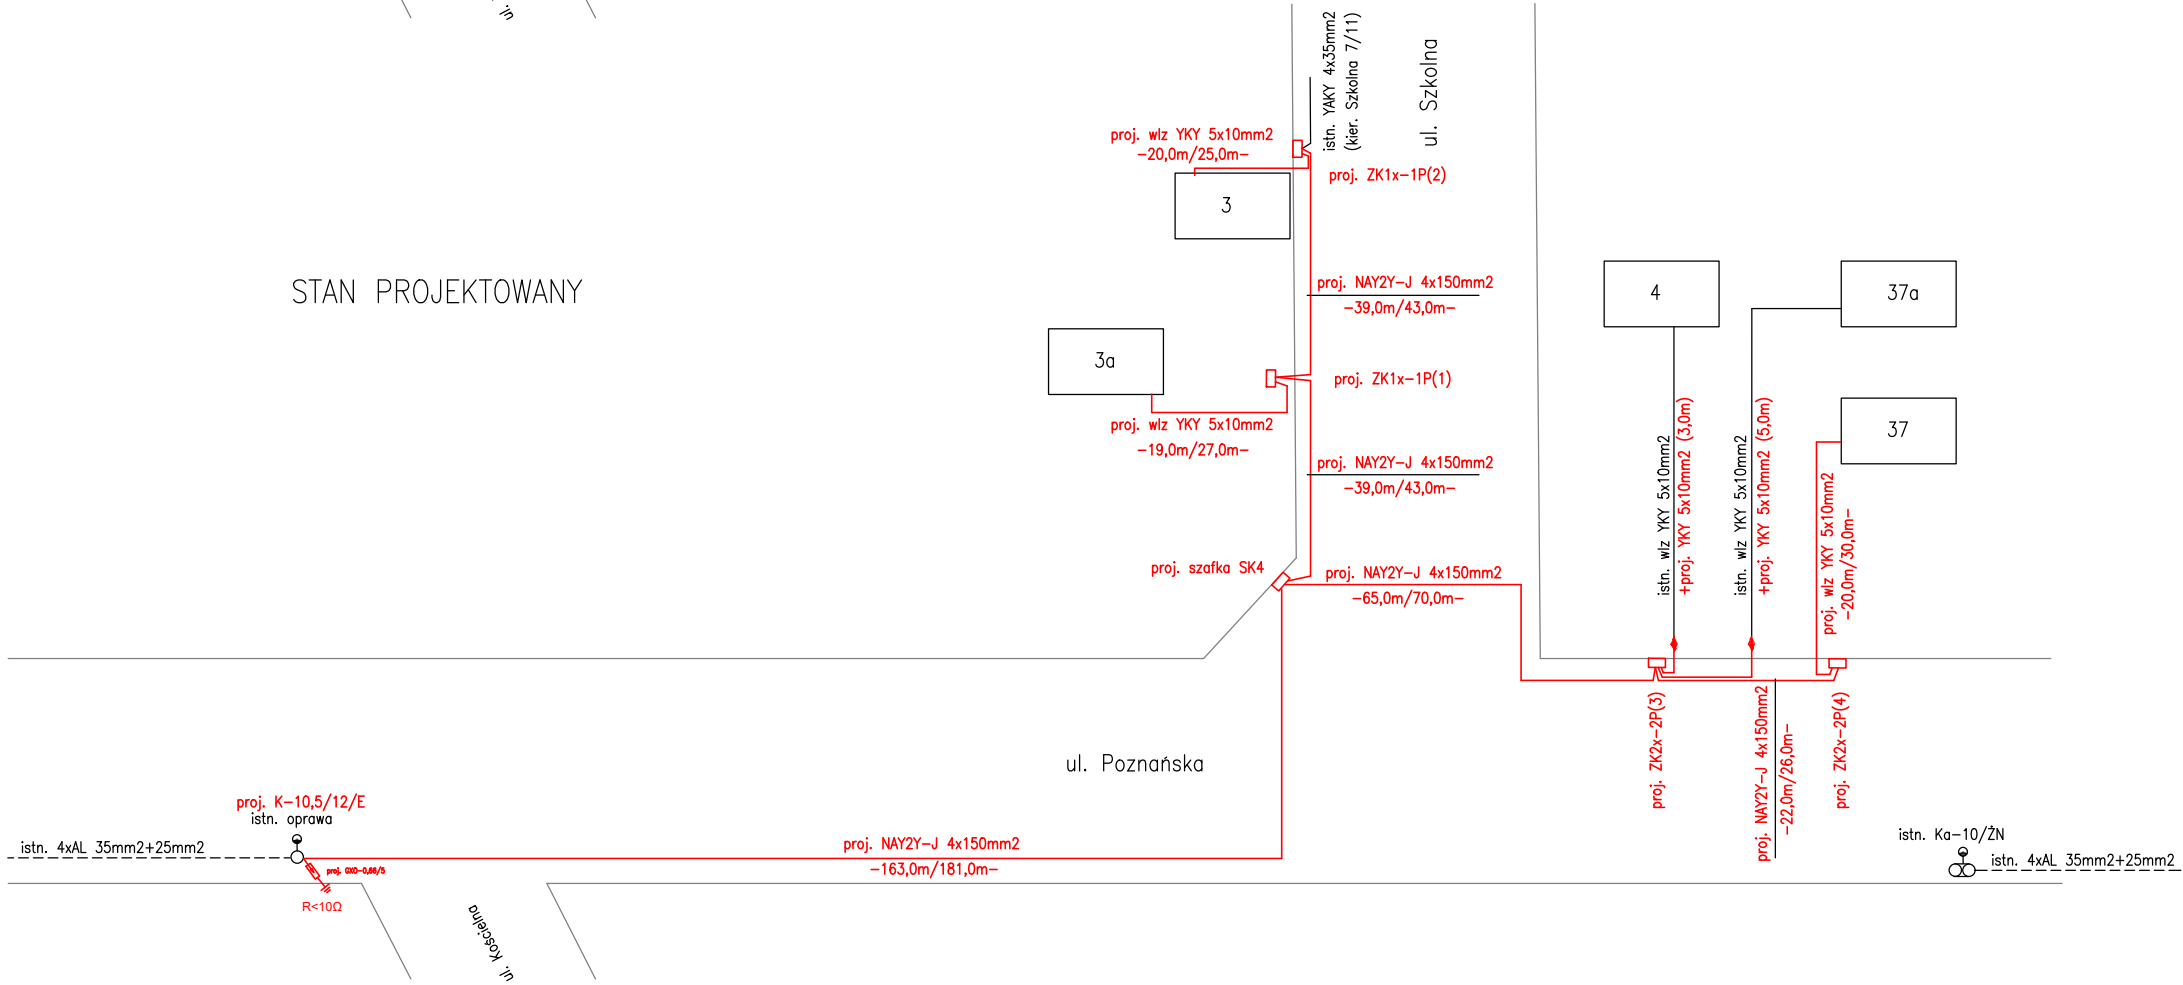 ul.
istn. YAKY 4x35mm2
(kier. Szkolna 7/11)
ul. Szkolna
proj. wlz YKY 5x10mm2
-20,0m/25,0m-
proj. ZK1x-1P(2)
3
STAN PROJEKTOWANY
proj. NAY2Y-J 4x150mm2
-39,0m/43,0m-
4
37a
3a
proj. ZK1x-1P(1)
proj. wlz YKY 5x10mm2
-19,0m/27,0m-
37
proj. NAY2Y-J 4x150mm2
-39,0m/43,0m-
istn. wlz YKY 5x10mm2
+proj. YKY 5x10mm2 (3,0m)
istn. wlz YKY 5x10mm2
+proj. YKY 5x10mm2 (5,0m)
proj. wlz YKY 5x10mm2
-20,0m/30,0m-
proj. szafka SK4
proj. NAY2Y-J 4x150mm2
-65,0m/70,0m-
proj. ZK2x-2P(3)
proj. NAY2Y-J 4x150mm2
-22,0m/26,0m-
proj. ZK2x-2P(4)
ul. Poznańska
proj. K-10,5/12/E
istn. oprawa
istn. 4xAL 35mm2+25mm2
proj. GXO-0,66/5
R<10Ω
proj. NAY2Y-J 4x150mm2
-163,0m/181,0m-
istn. Ka-10/ŻN
istn. 4xAL 35mm2+25mm2
ul. Kościelna